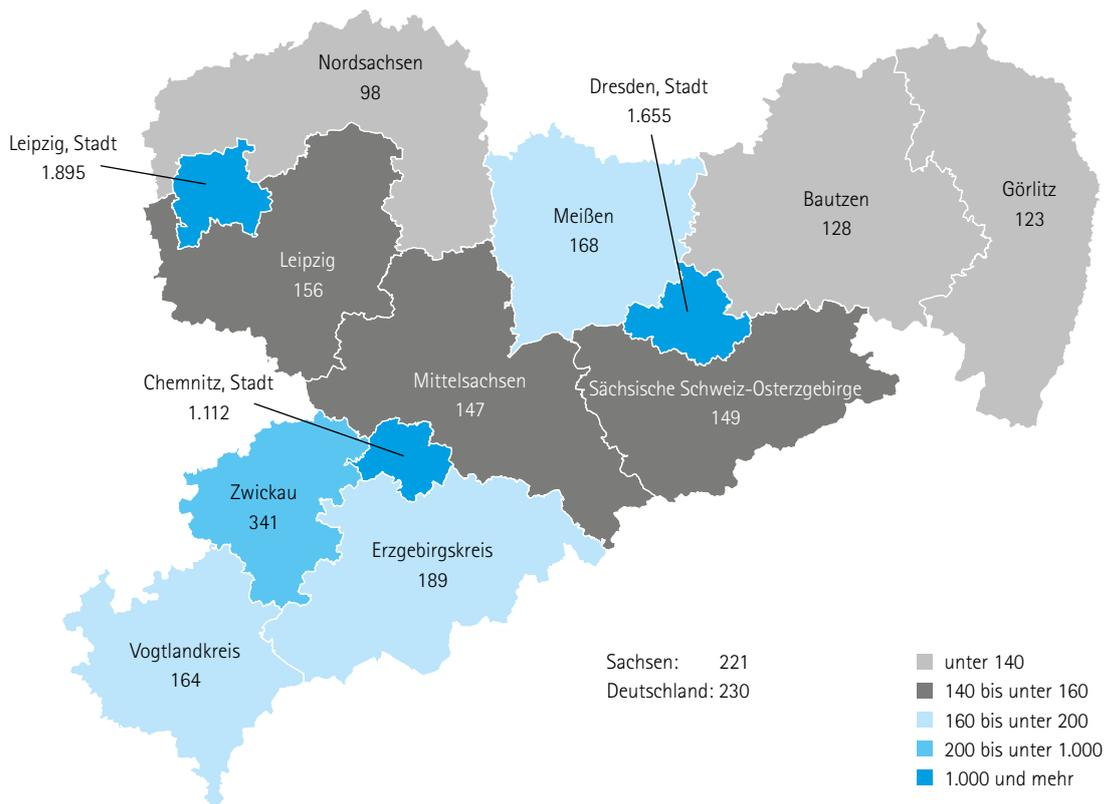 Nordsachsen
98
Dresden, Stadt
1.655
Leipzig, Stadt
1.895
Meißen
168
Bautzen
128
Görlitz
123
Leipzig
156
Chemnitz, Stadt
1.112
Mittelsachsen
147
Sächsische Schweiz-Osterzgebirge
149
Zwickau
341
Erzgebirgskreis
189
Vogtlandkreis
164
Sachsen: 221
Deutschland: 230
unter 140
140 bis unter 160
160 bis unter 200
200 bis unter 1.000
1.000 und mehr